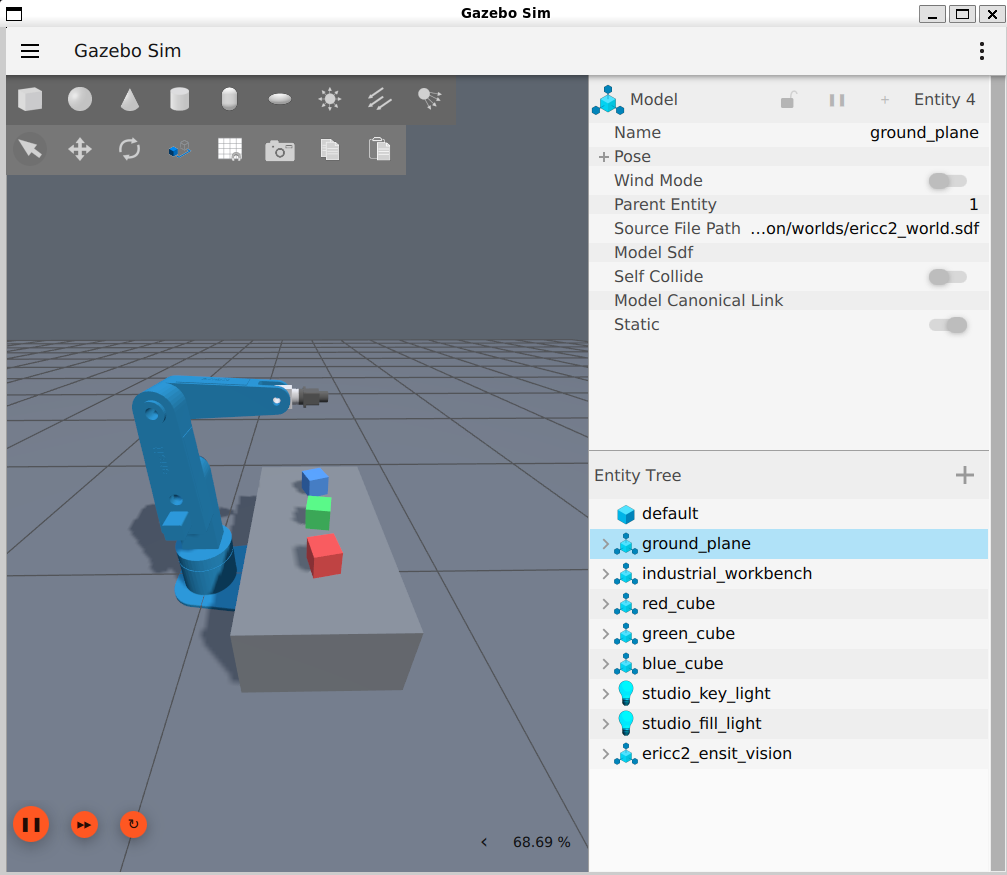 Gazebo Sim
Gazebo Sim
Model
Entity 4
Name ground_plane
Pose
Wind Mode
Parent Entity 1
Source File Path ...on/worlds/ericc2_world.sdf
Model Sdf
Self Collide
Model Canonical Link
Static
Entity Tree
default
ground_plane
industrial_workbench
red_cube
green_cube
blue_cube
studio_key_light
studio_fill_light
ericc2_ensit_vision
68.69 %